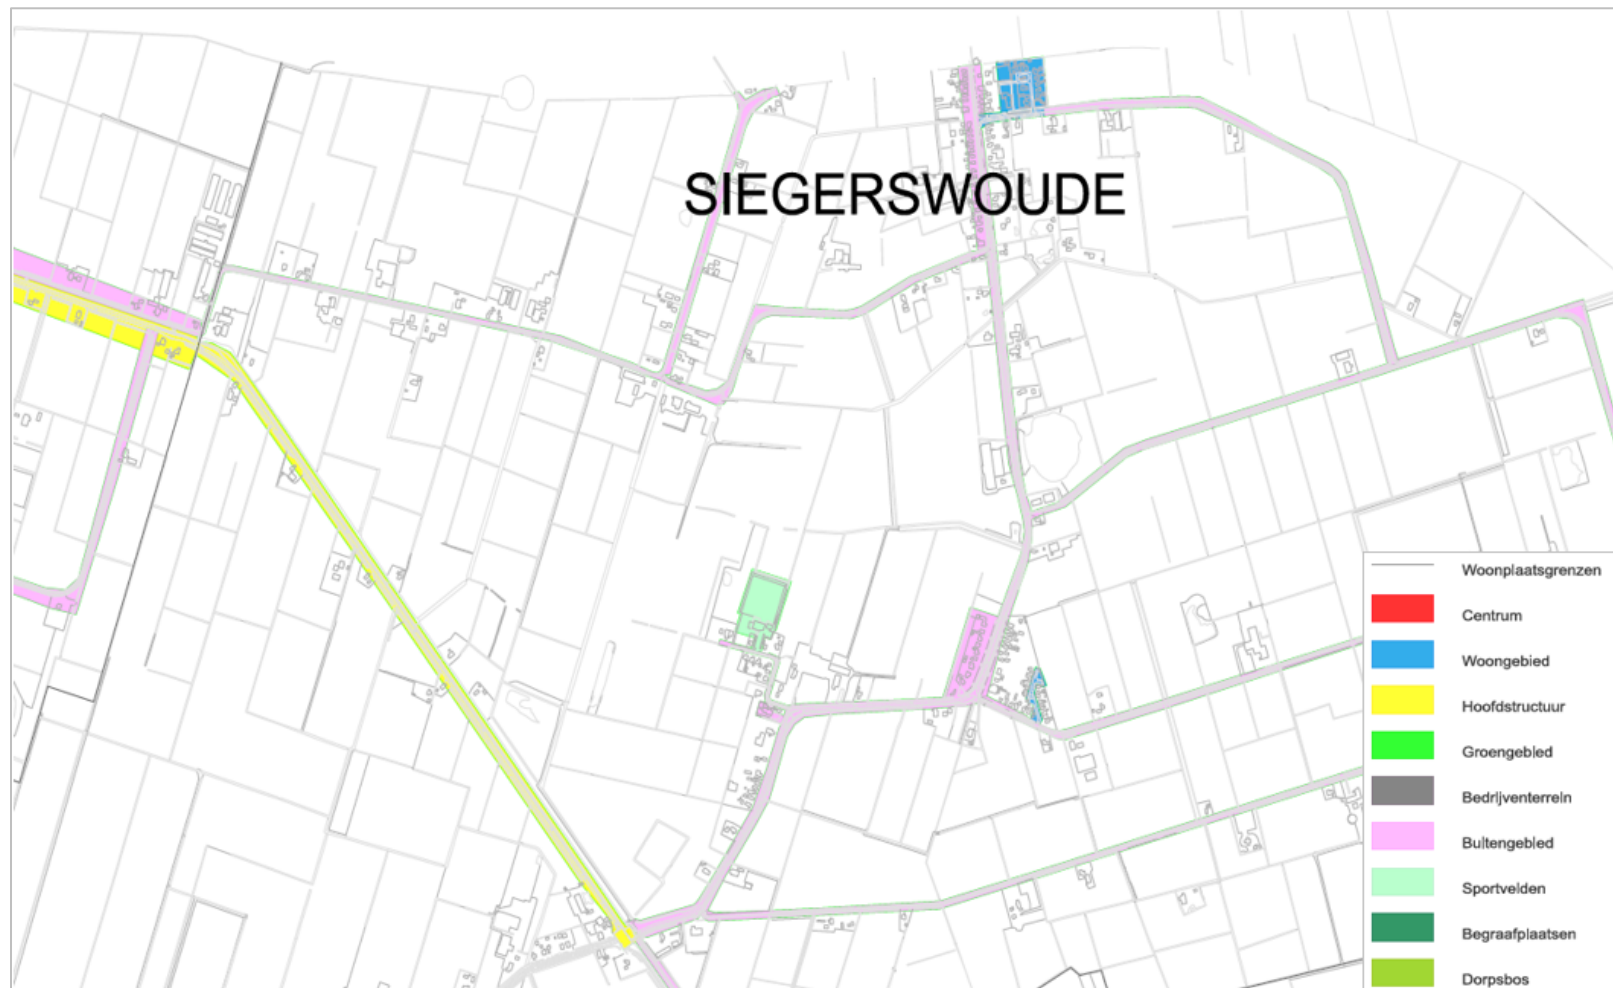 SIEGERSWOUDE
Woonplaatsgrenzen
Centrum
Woongebied
Hoofdstructuur
Groengebied
Bedrijventerrein
Buitengebied
Sportvelden
Begraafplaatsen
Dorpsbos